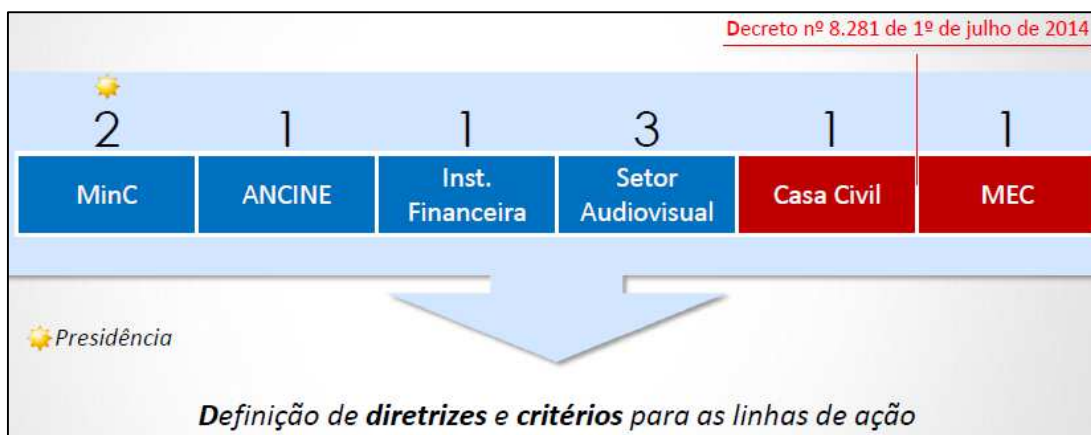 Decreto nº 8.281 de 1º de julho de 2014
2 1 1 3 1 1
MinC ANCINE Inst. Financeira Setor Audiovisual Casa Civil MEC
Presidência
Definição de diretrizes e critérios para as linhas de ação